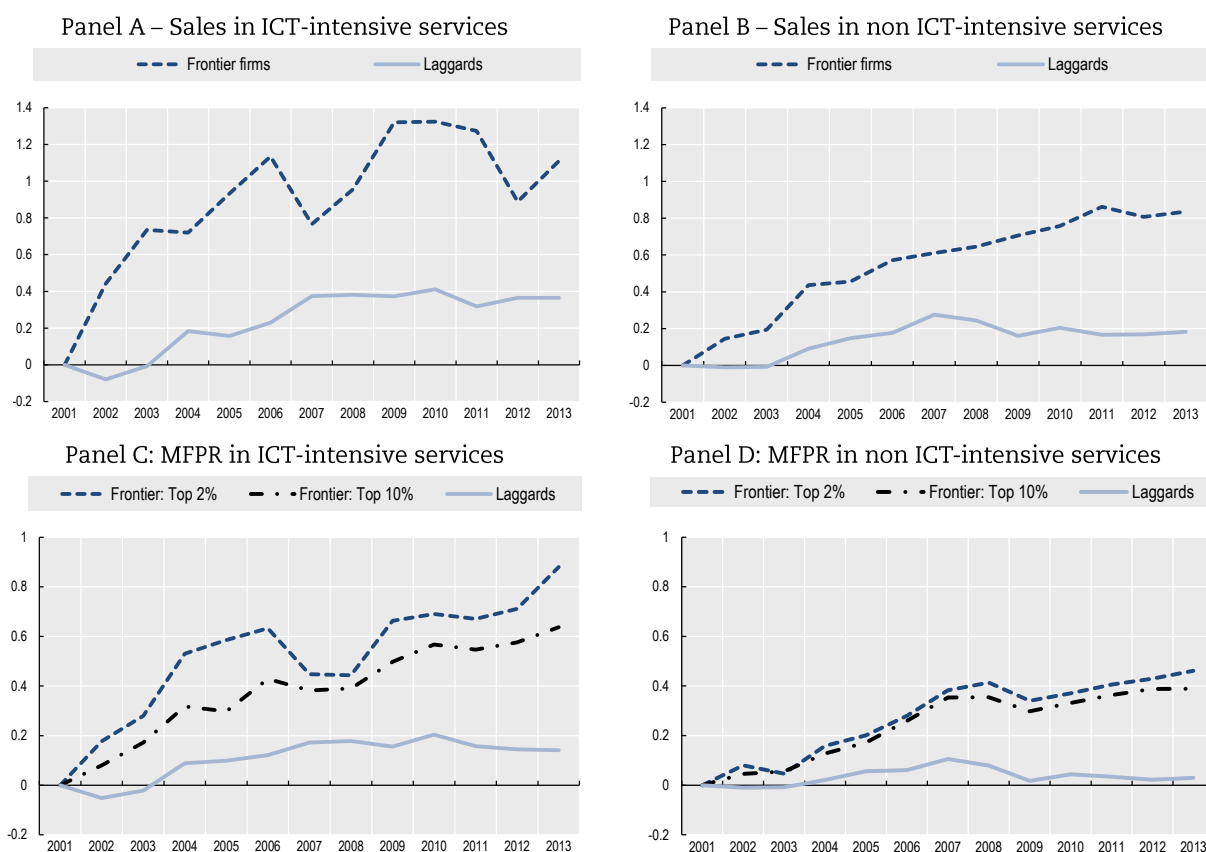 Panel A – Sales in ICT-intensive services
Frontier firms Laggards
1.4
1.2
1
0.8
0.6
0.4
0.2
0
-0.2
2001 2002 2003 2004 2005 2006 2007 2008 2009 2010 2011 2012 2013
Panel B – Sales in non ICT-intensive services
Frontier firms Laggards
1.4
1.2
1
0.8
0.6
0.4
0.2
0
-0.2
2001 2002 2003 2004 2005 2006 2007 2008 2009 2010 2011 2012 2013
Panel C: MFPR in ICT-intensive services
Frontier: Top 2% Frontier: Top 10% Laggards
1
0.8
0.6
0.4
0.2
0
-0.2
2001 2002 2003 2004 2005 2006 2007 2008 2009 2010 2011 2012 2013
Panel D: MFPR in non ICT-intensive services
Frontier: Top 2% Frontier: Top 10% Laggards
1
0.8
0.6
0.4
0.2
0
-0.2
2001 2002 2003 2004 2005 2006 2007 2008 2009 2010 2011 2012 2013